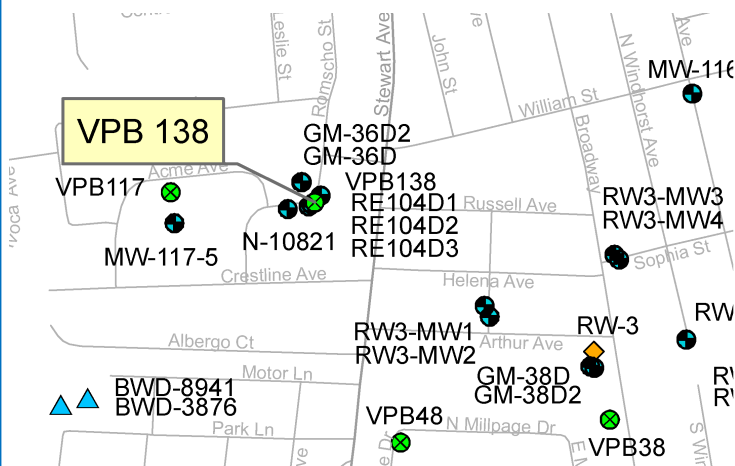 Leslie St
Romscho St
Stewart Ave
John St
N Windhorst Ave
Ave
MW-116
William St
VPB 138
GM-36D2
GM-36D
Broadway
Acme Ave
VPB117
VPB138
RE104D1
RE104D2
RE104D3
Russell Ave
RW3-MW3
RW3-MW4
N-10821
MW-117-5
Sophia St
Crestline Ave
Helena Ave
RW
RW3-MW1
RW3-MW2
RW-3
Arthur Ave
Albergo Ct
Motor Ln
GM-38D
GM-38D2
BWD-8941
BWD-3876
VPB48
N Millpage Dr
Park Ln
VPB38